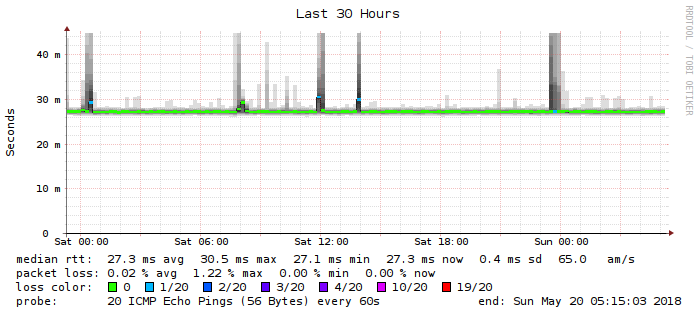 Last 30 Hours
RRDTOOL / TOBI OETIKER
Seconds
40 m
30 m
20 m
10 m
0
Sat 00:00 Sat 06:00 Sat 12:00 Sat 18:00 Sun 00:00
median rtt: 27.3 ms avg 30.5 ms max 27.1 ms min 27.3 ms now 0.4 ms sd 65.0 am/s
packet loss: 0.02 % avg 1.22 % max 0.00 % min 0.00 % now
loss color: 0 1/20 2/20 3/20 4/20 10/20 19/20
probe: 20 ICMP Echo Pings (56 Bytes) every 60s end: Sun May 20 05:15:03 2018